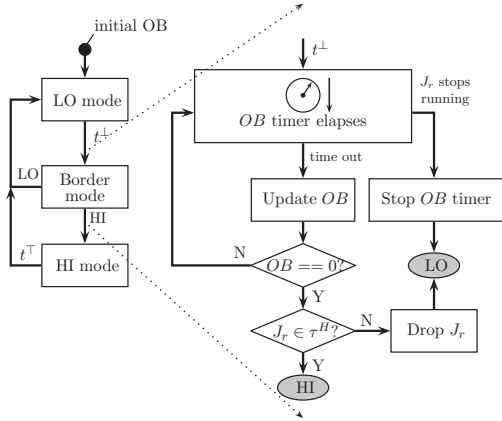 initial OB
LO mode
t⊥
LO
Border
mode
HI
t⊤
HI mode
t⊥
OB timer elapses
J_r stops
running
time out
Update OB
Stop OB timer
N
OB == 0?
LO
Y
J_r ∈ τ^H?
N
Drop J_r
Y
HI